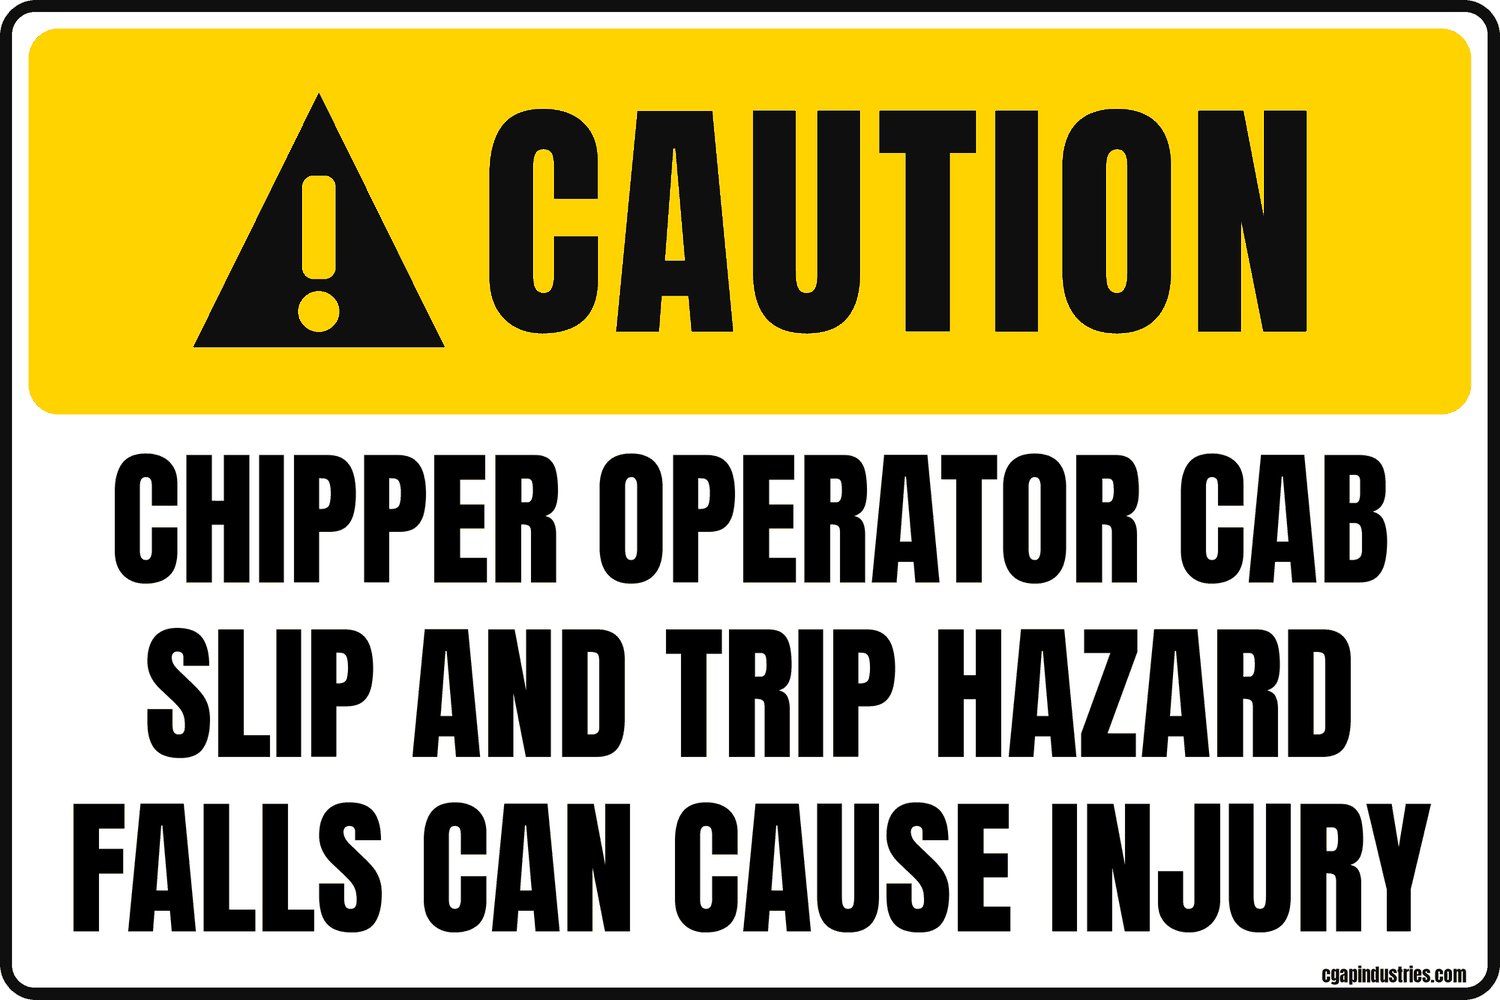 CAUTION
CHIPPER OPERATOR CAB
SLIP AND TRIP HAZARD
FALLS CAN CAUSE INJURY
cgapindustries.com